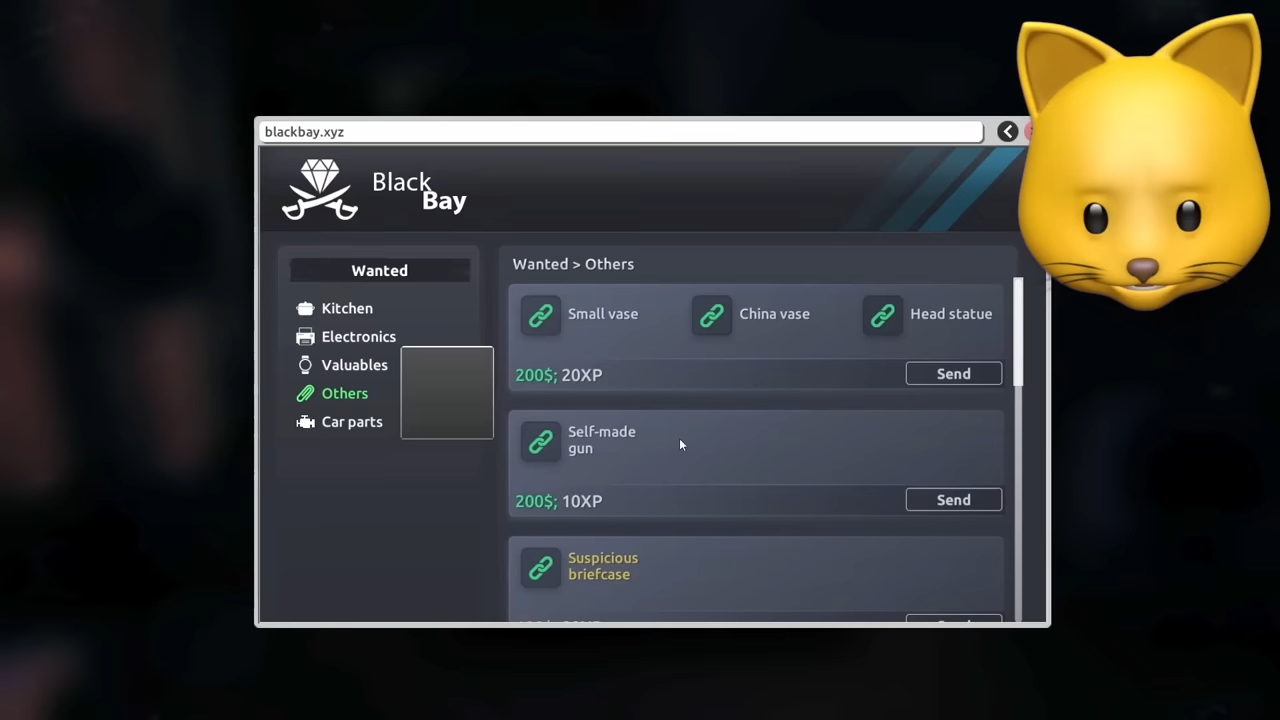 blackbay.xyz
Black
Bay
Wanted
Kitchen
Electronics
Valuables
Others
Car parts
Wanted > Others
Small vase
China vase
Head statue
200$; 20XP
Send
Self-made
gun
200$; 10XP
Send
Suspicious
briefcase